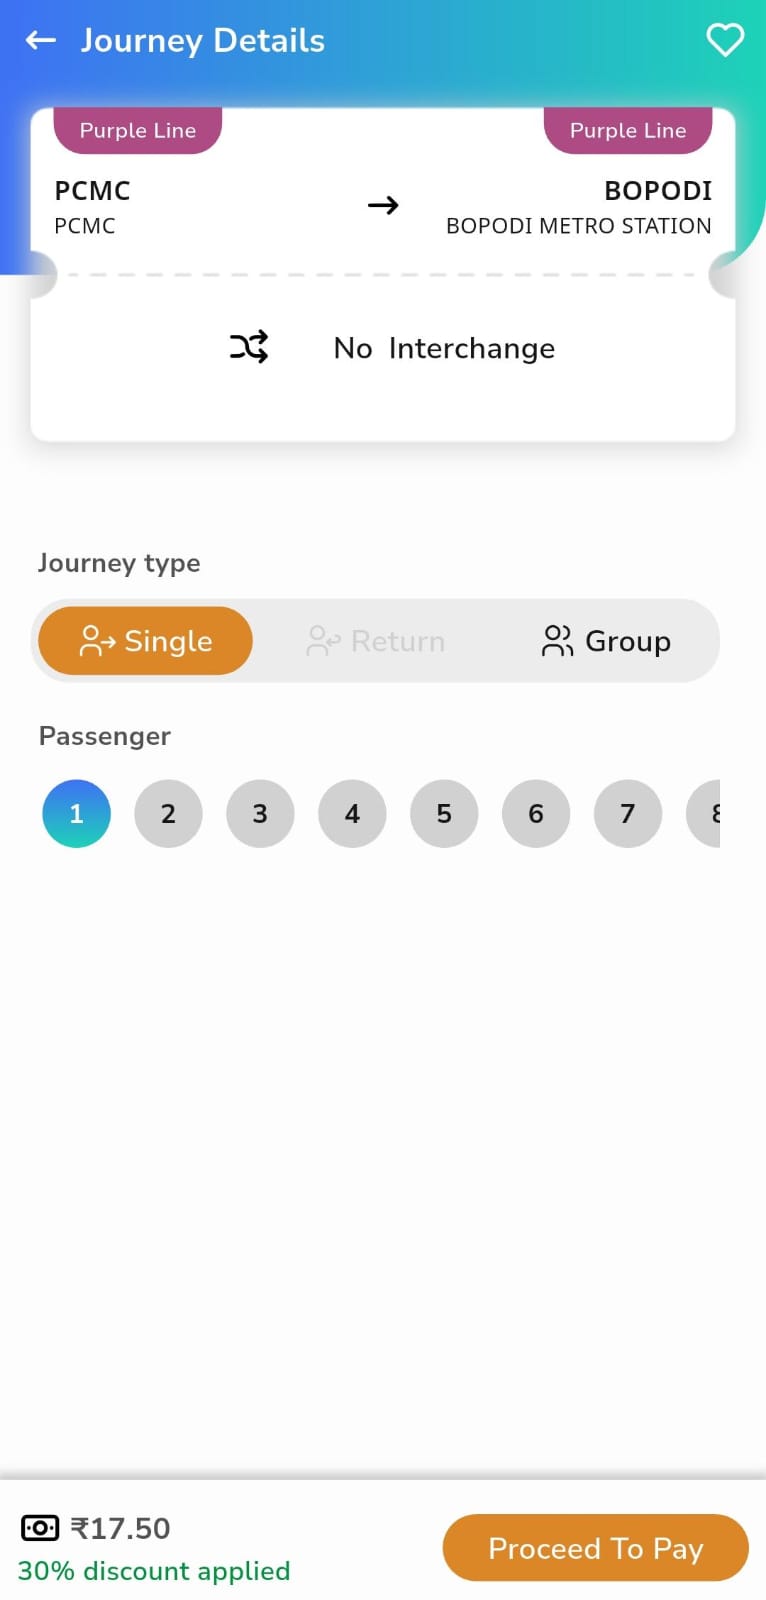 Journey Details
Purple Line
Purple Line
PCMC
PCMC
BOPODI
BOPODI METRO STATION
No Interchange
Journey type
Single
Return
Group
Passenger
1 2 3 4 5 6 7
₹17.50
30% discount applied
Proceed To Pay